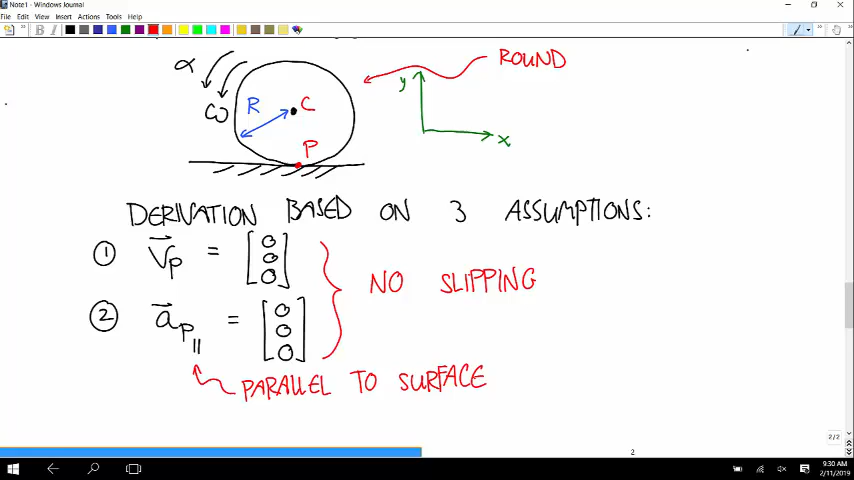 Note1 - Windows Journal
File Edit View Insert Actions Tools Help
B I
ROUND
α
ω
R
C
y
x
P
DERIVATION BASED ON 3 ASSUMPTIONS:
① v⃗P = [0 0 0]
NO SLIPPING
② a⃗P|| = [0 0 0]
PARALLEL TO SURFACE
2/2
2
9:30 AM
2/11/2019